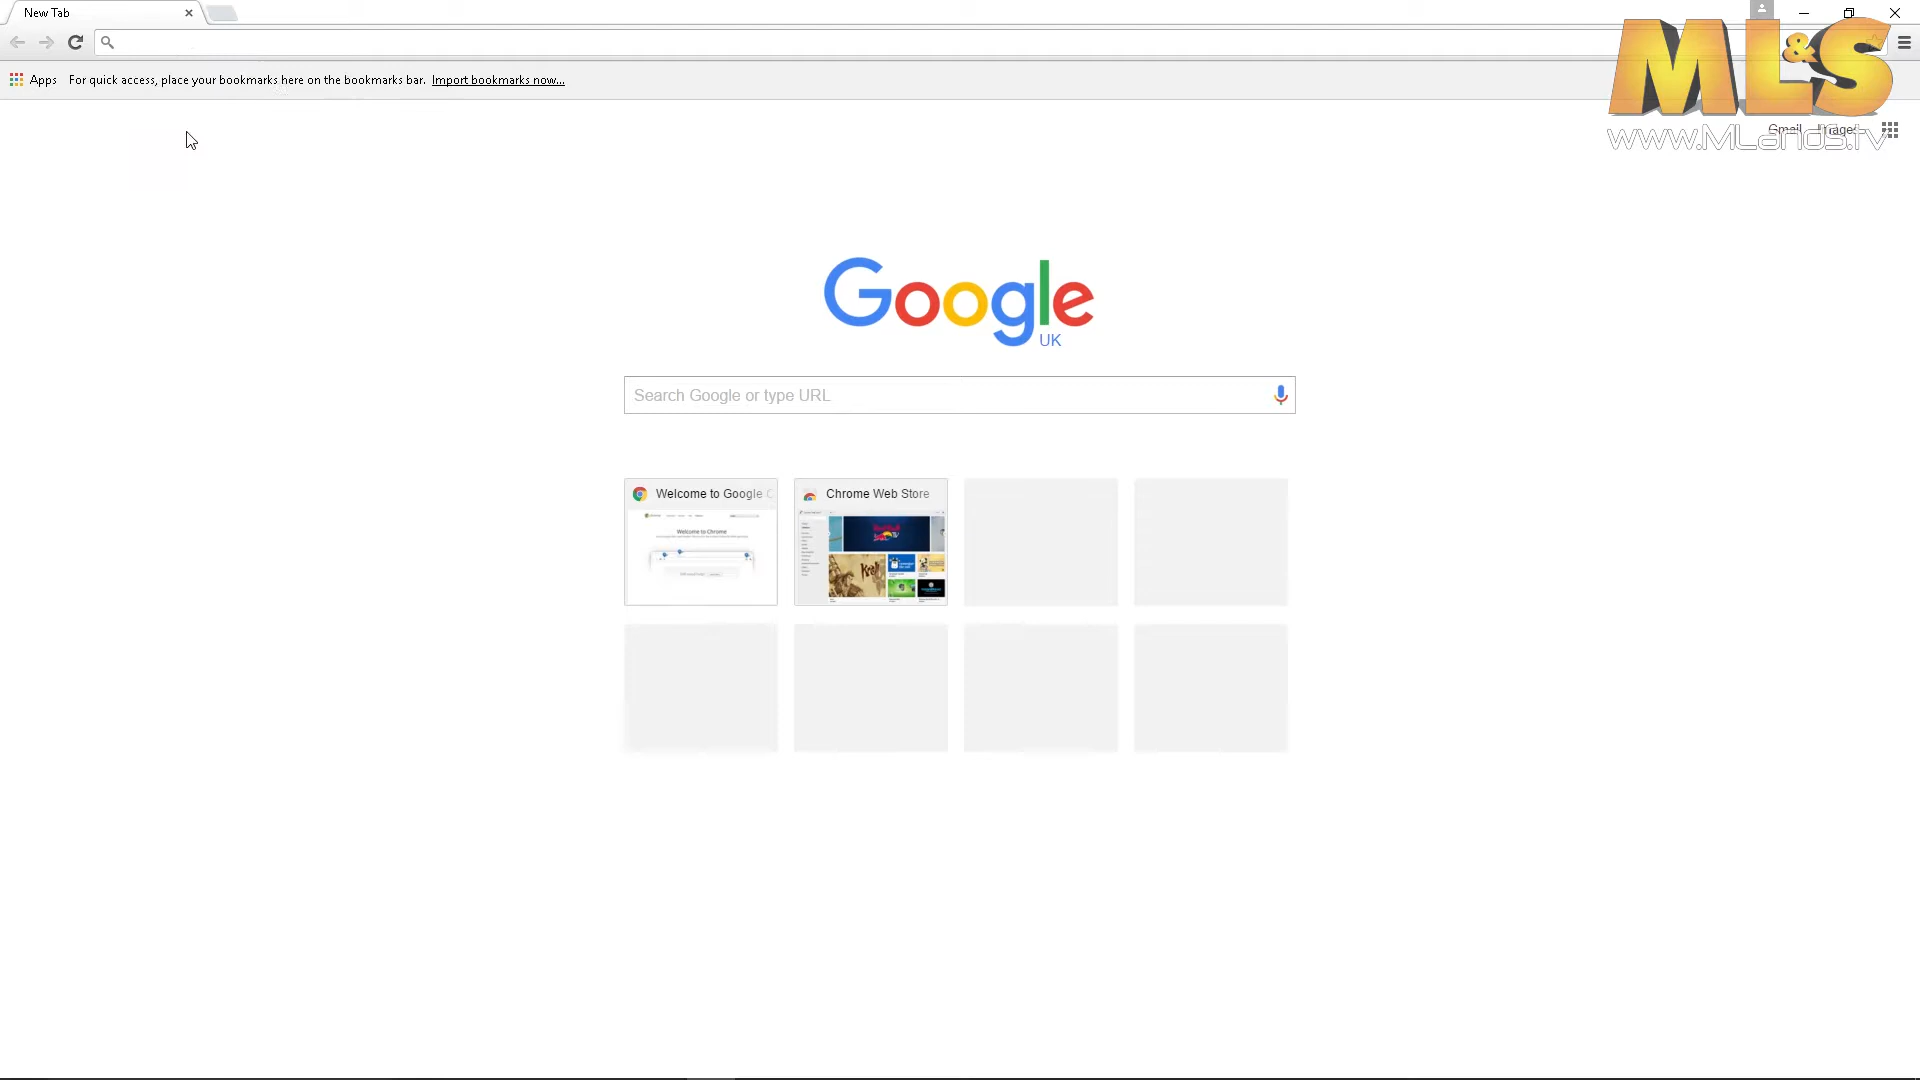 New Tab
Apps For quick access, place your bookmarks here on the bookmarks bar. Import bookmarks now...
ML&S
www.MLandS.tv
Gmail Images
Google
UK
Search Google or type URL
Welcome to Google
Chrome Web Store
Welcome to Chrome